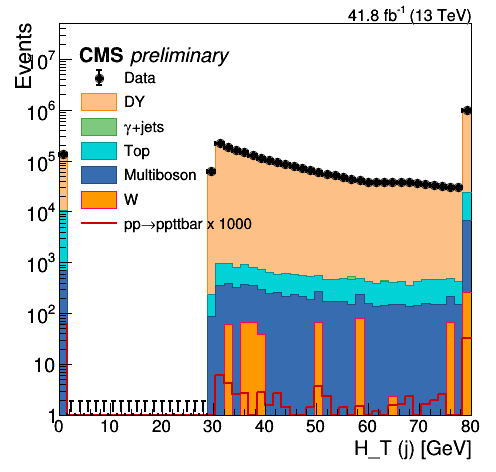 41.8 fb⁻¹ (13 TeV)
Events
CMS preliminary
Data
DY
γ+jets
Top
Multiboson
W
pp→ppttbar x 1000
10⁷
10⁶
10⁵
10⁴
10³
10²
10
1
0 10 20 30 40 50 60 70 80
H_T (j) [GeV]